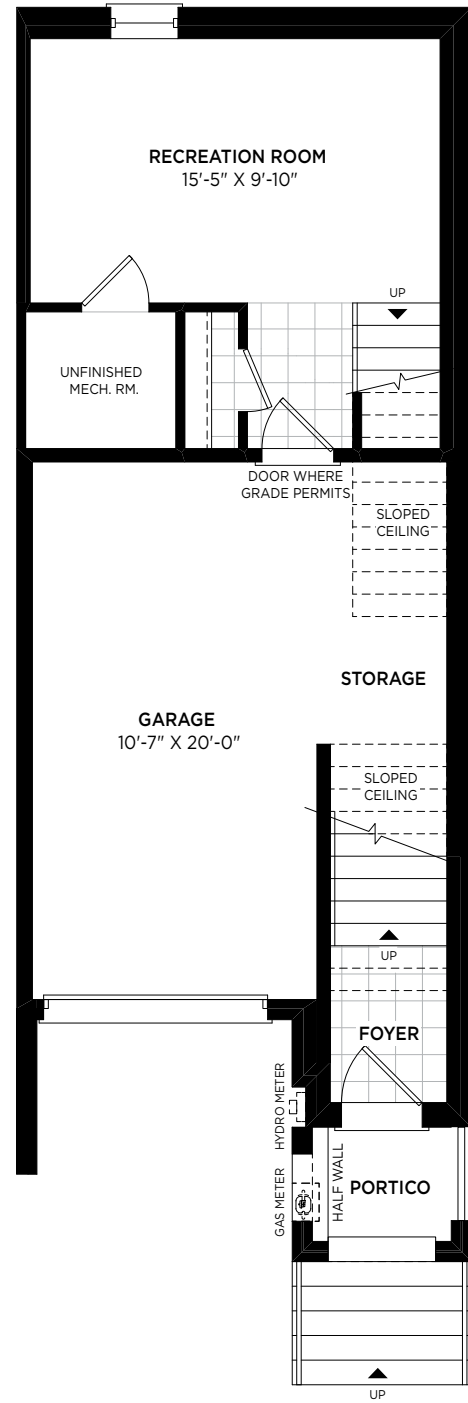 RECREATION ROOM
15'-5" X 9'-10"
UP
UNFINISHED
MECH. RM.
DOOR WHERE
GRADE PERMITS
SLOPED
CEILING
STORAGE
GARAGE
10'-7" X 20'-0"
SLOPED
CEILING
UP
FOYER
HYDRO METER
GAS METER
HALF WALL
PORTICO
UP